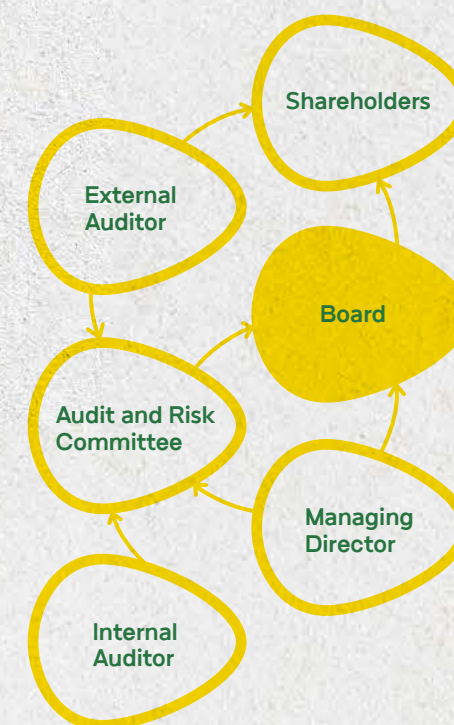 Shareholders
External
Auditor
Board
Audit and Risk
Committee
Managing
Director
Internal
Auditor